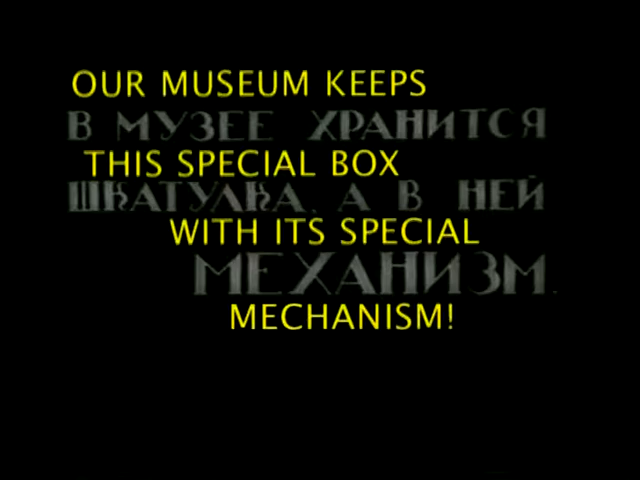 OUR MUSEUM KEEPS
В МУЗЕЕ ХРАНИТСЯ
THIS SPECIAL BOX
ШКАТУЛКА, А В НЕЙ
WITH ITS SPECIAL
МЕХАНИЗМ.
MECHANISM!